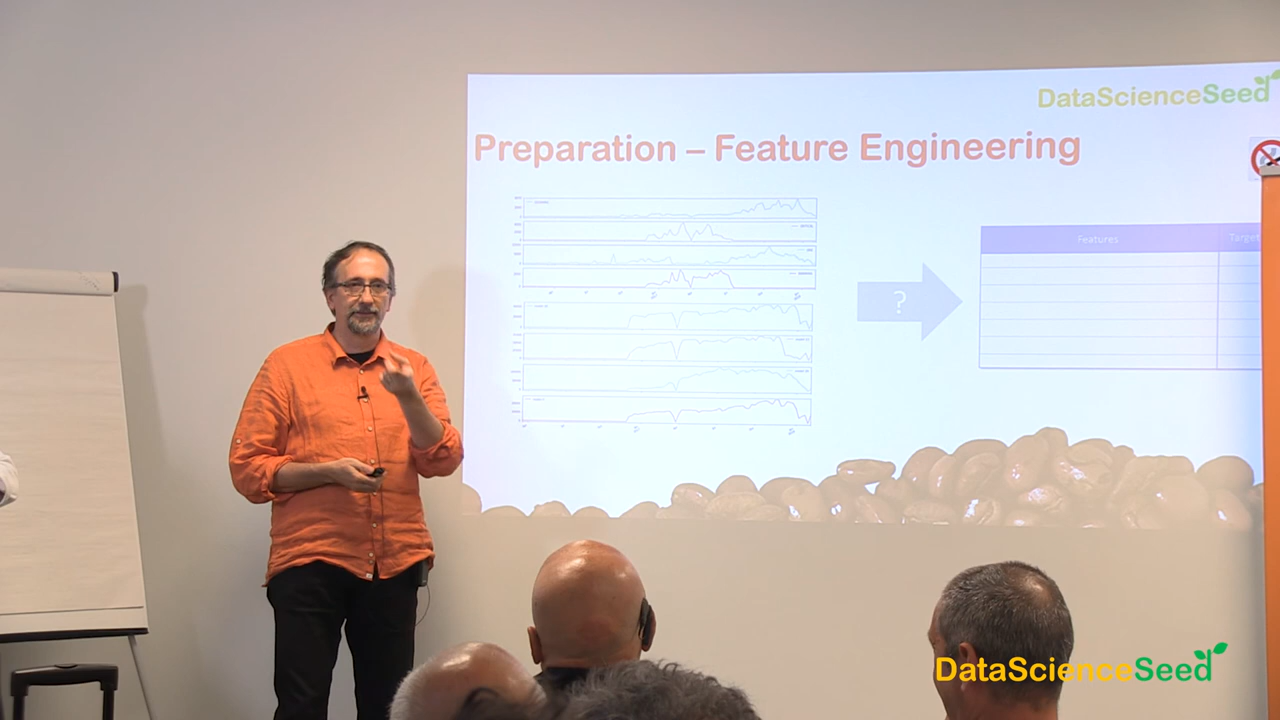 DataScienceSeed
Preparation – Feature Engineering
?
Features
Target
DataScienceSeed